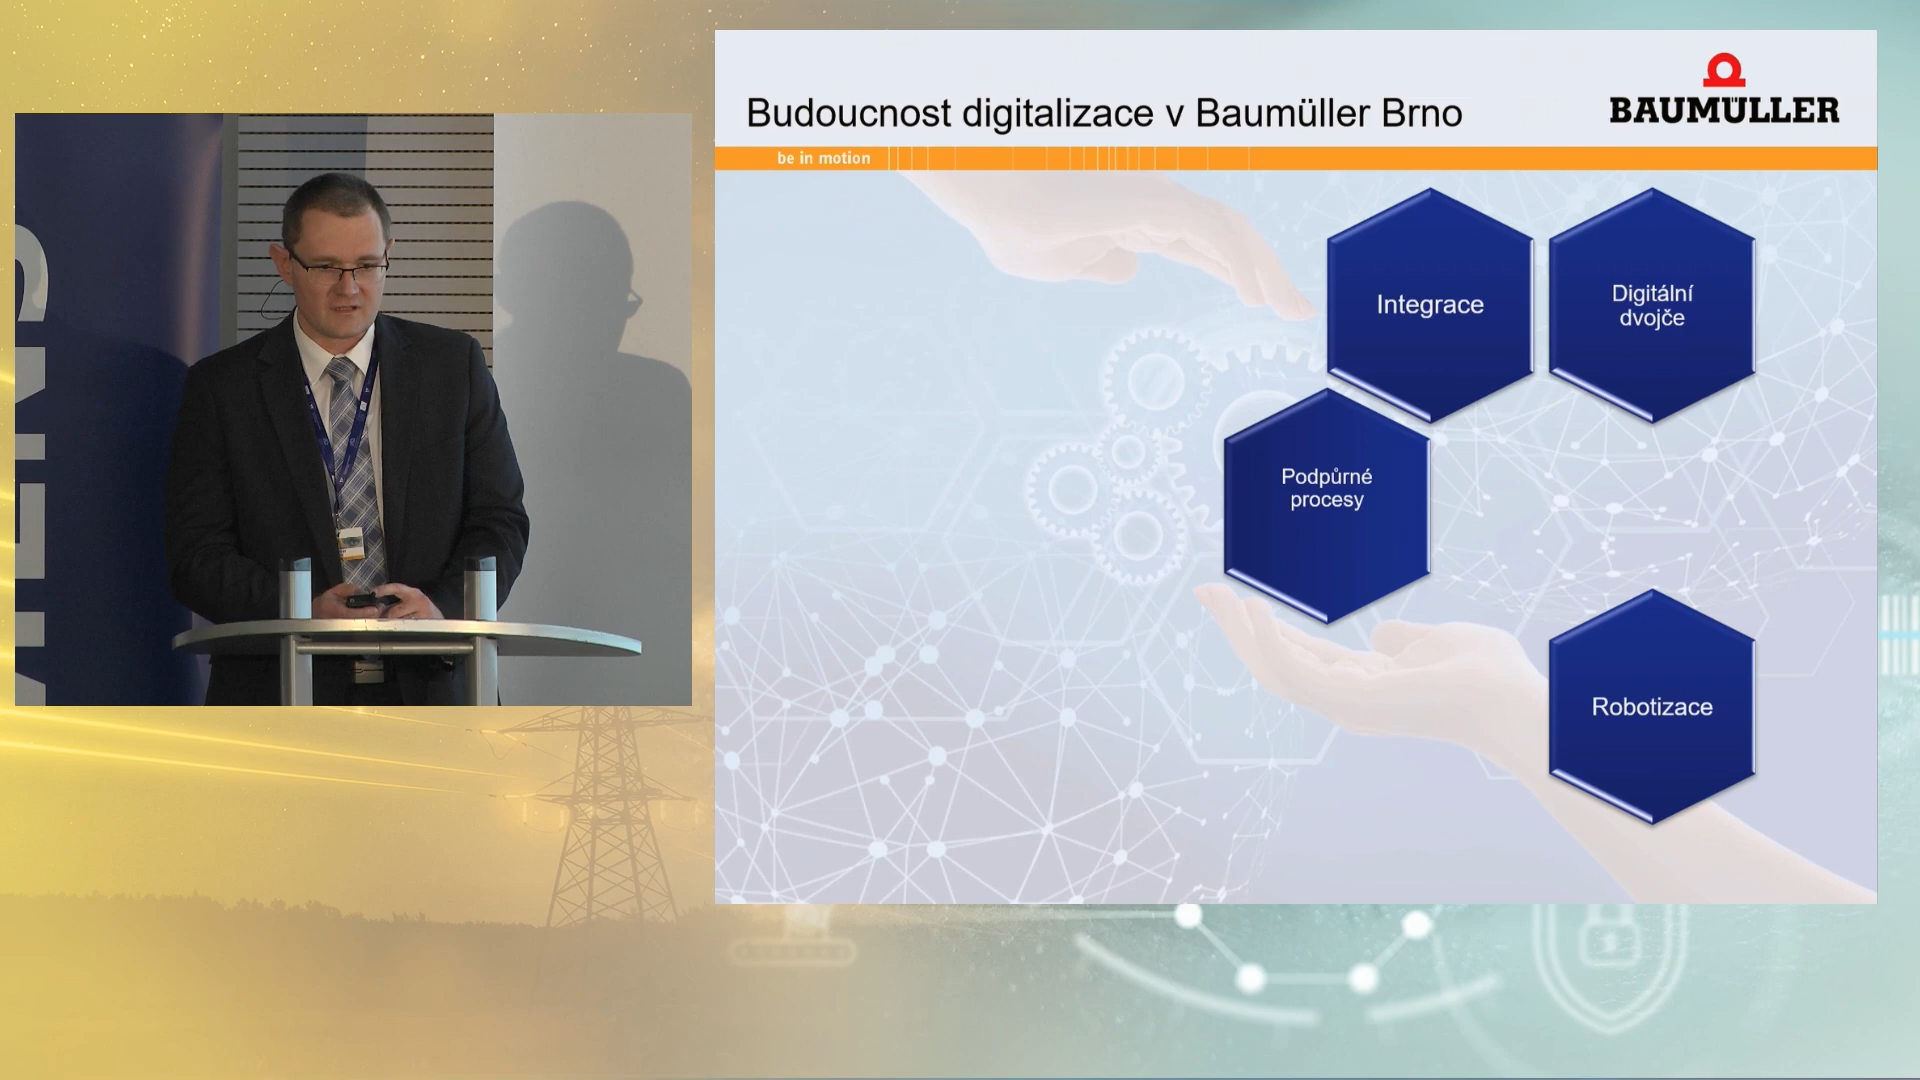 Budoucnost digitalizace v Baumüller Brno
BAUMÜLLER
be in motion
Integrace
Digitální
dvojče
Podpůrné
procesy
Robotizace